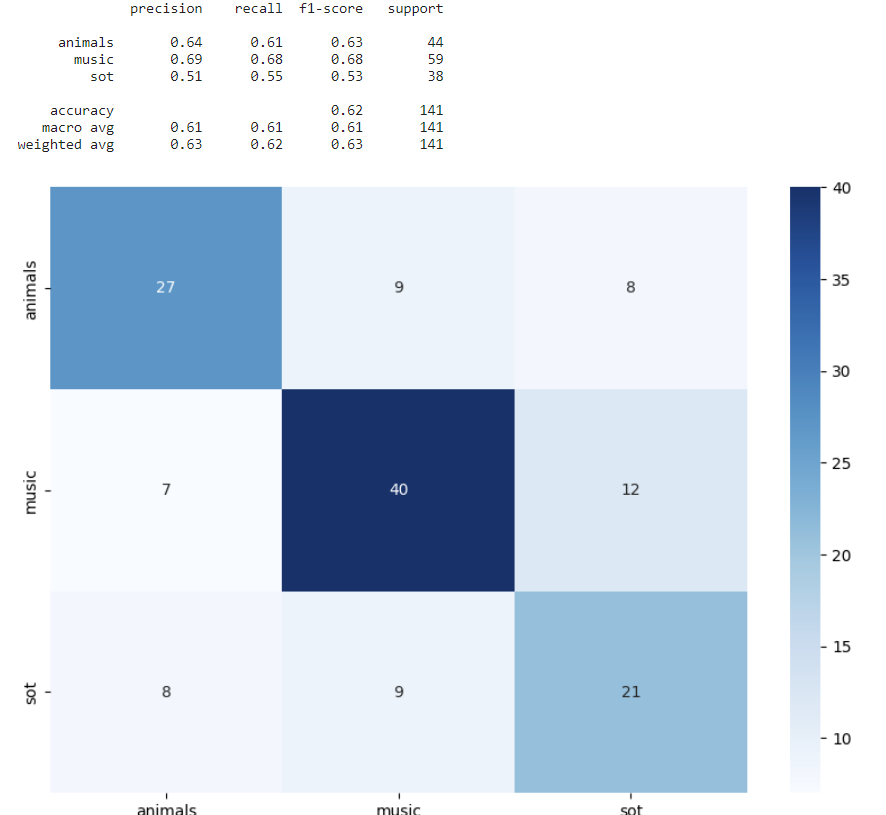 precision recall f1-score support
animals 0.64 0.61 0.63 44
music 0.69 0.68 0.68 59
sot 0.51 0.55 0.53 38
accuracy 0.62 141
macro avg 0.61 0.61 0.61 141
weighted avg 0.63 0.62 0.63 141
40
animals 27 9 8
35
30
music 7 40 12
25
20
15
sot 8 9 21
10
animals music sot